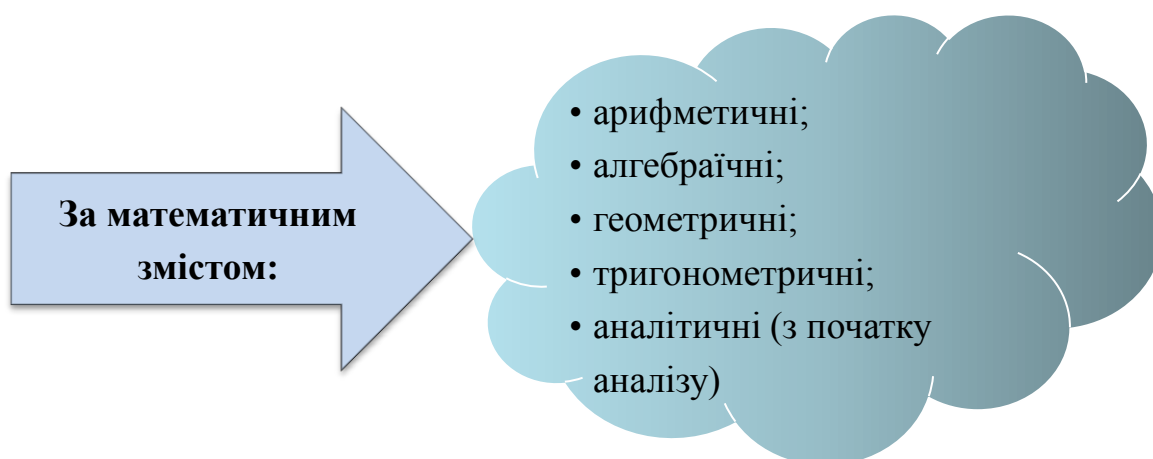 За математичним
змістом:
• арифметичні;
• алгебраїчні;
• геометричні;
• тригонометричні;
• аналітичні (з початку
аналізу)